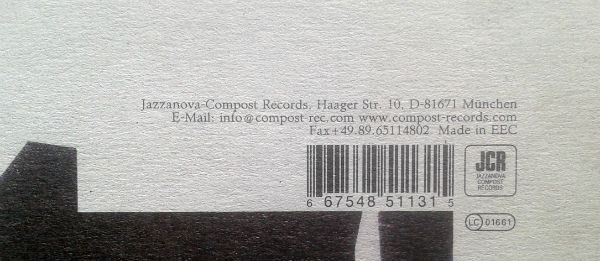 Jazzanova-Compost Records, Haager Str. 10, D-81671 München
E-Mail: info@compost-rec.com www.compost-records.com
Fax+49.89.65114802 Made in EEC
JCR
JAZZANOVA
COMPOST
RECORDS
6 67548 51131 5
LC 01661